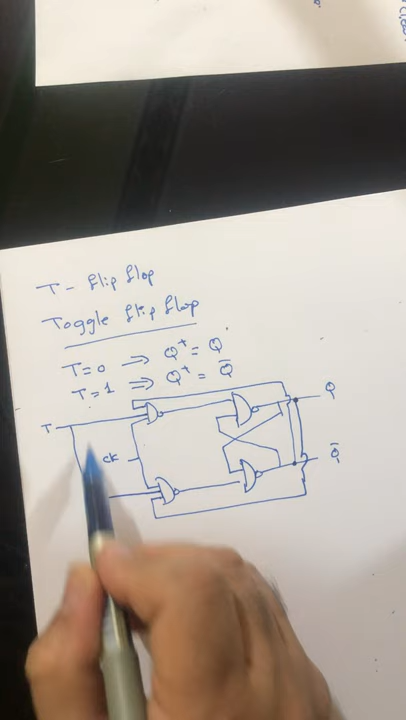 T - flip flop
Toggle flip flop
T=0 ⇒ Q⁺ = Q
T=1 ⇒ Q⁺ = Q̅
Q
T
CK
Q̅